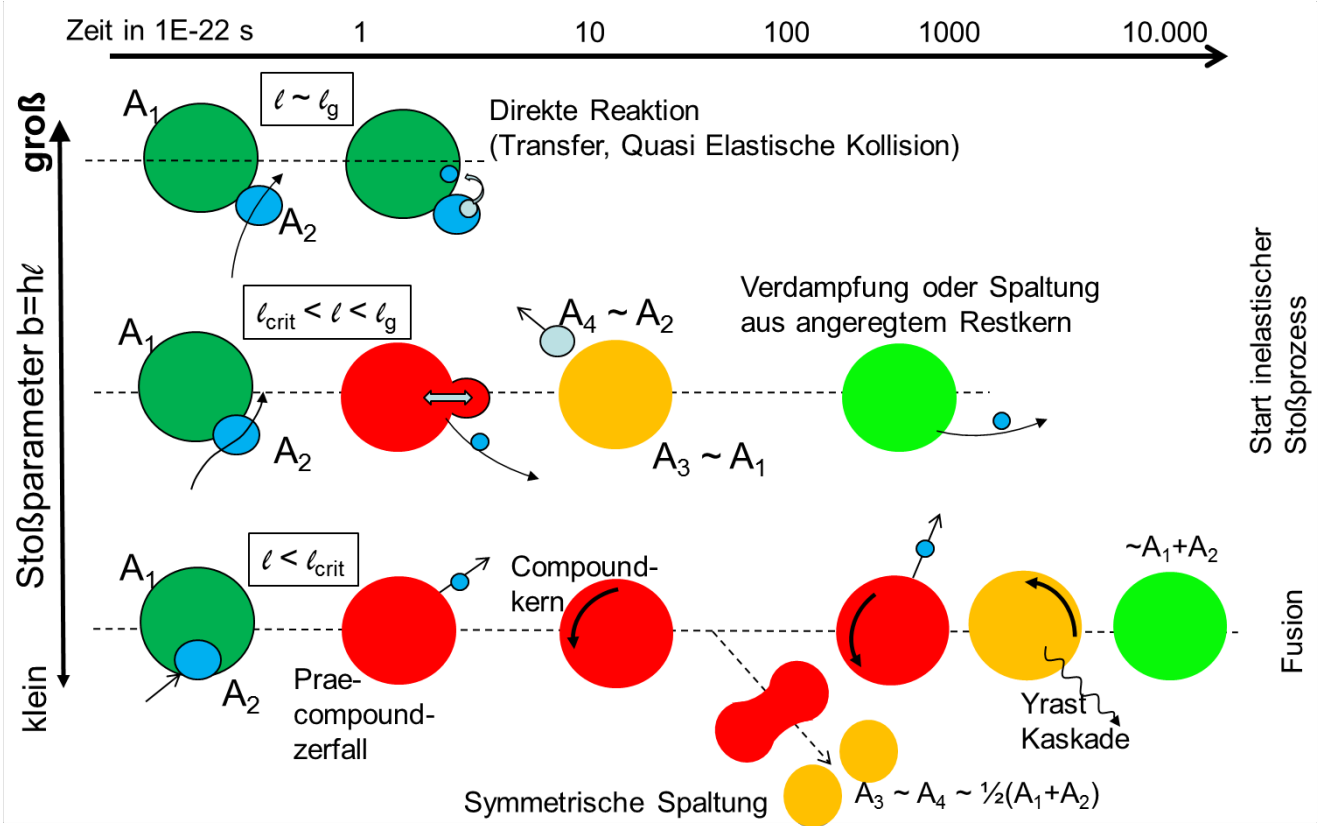 Zeit in 1E-22 s 1 10 100 1000 10.000
groß
Stoßparameter b=hℓ
klein
A₁
ℓ ~ ℓg
A₂
Direkte Reaktion
(Transfer, Quasi Elastische Kollision)
A₁
ℓcrit < ℓ < ℓg
A₂
A₄ ~ A₂
A₃ ~ A₁
Verdampfung oder Spaltung
aus angeregtem Restkern
Start inelastischer
Stoßprozess
A₁
ℓ < ℓcrit
A₂
Prae-
compound-
zerfall
Compound-
kern
Symmetrische Spaltung
A₃ ~ A₄ ~ ½(A₁+A₂)
Yrast
Kaskade
~A₁+A₂
Fusion